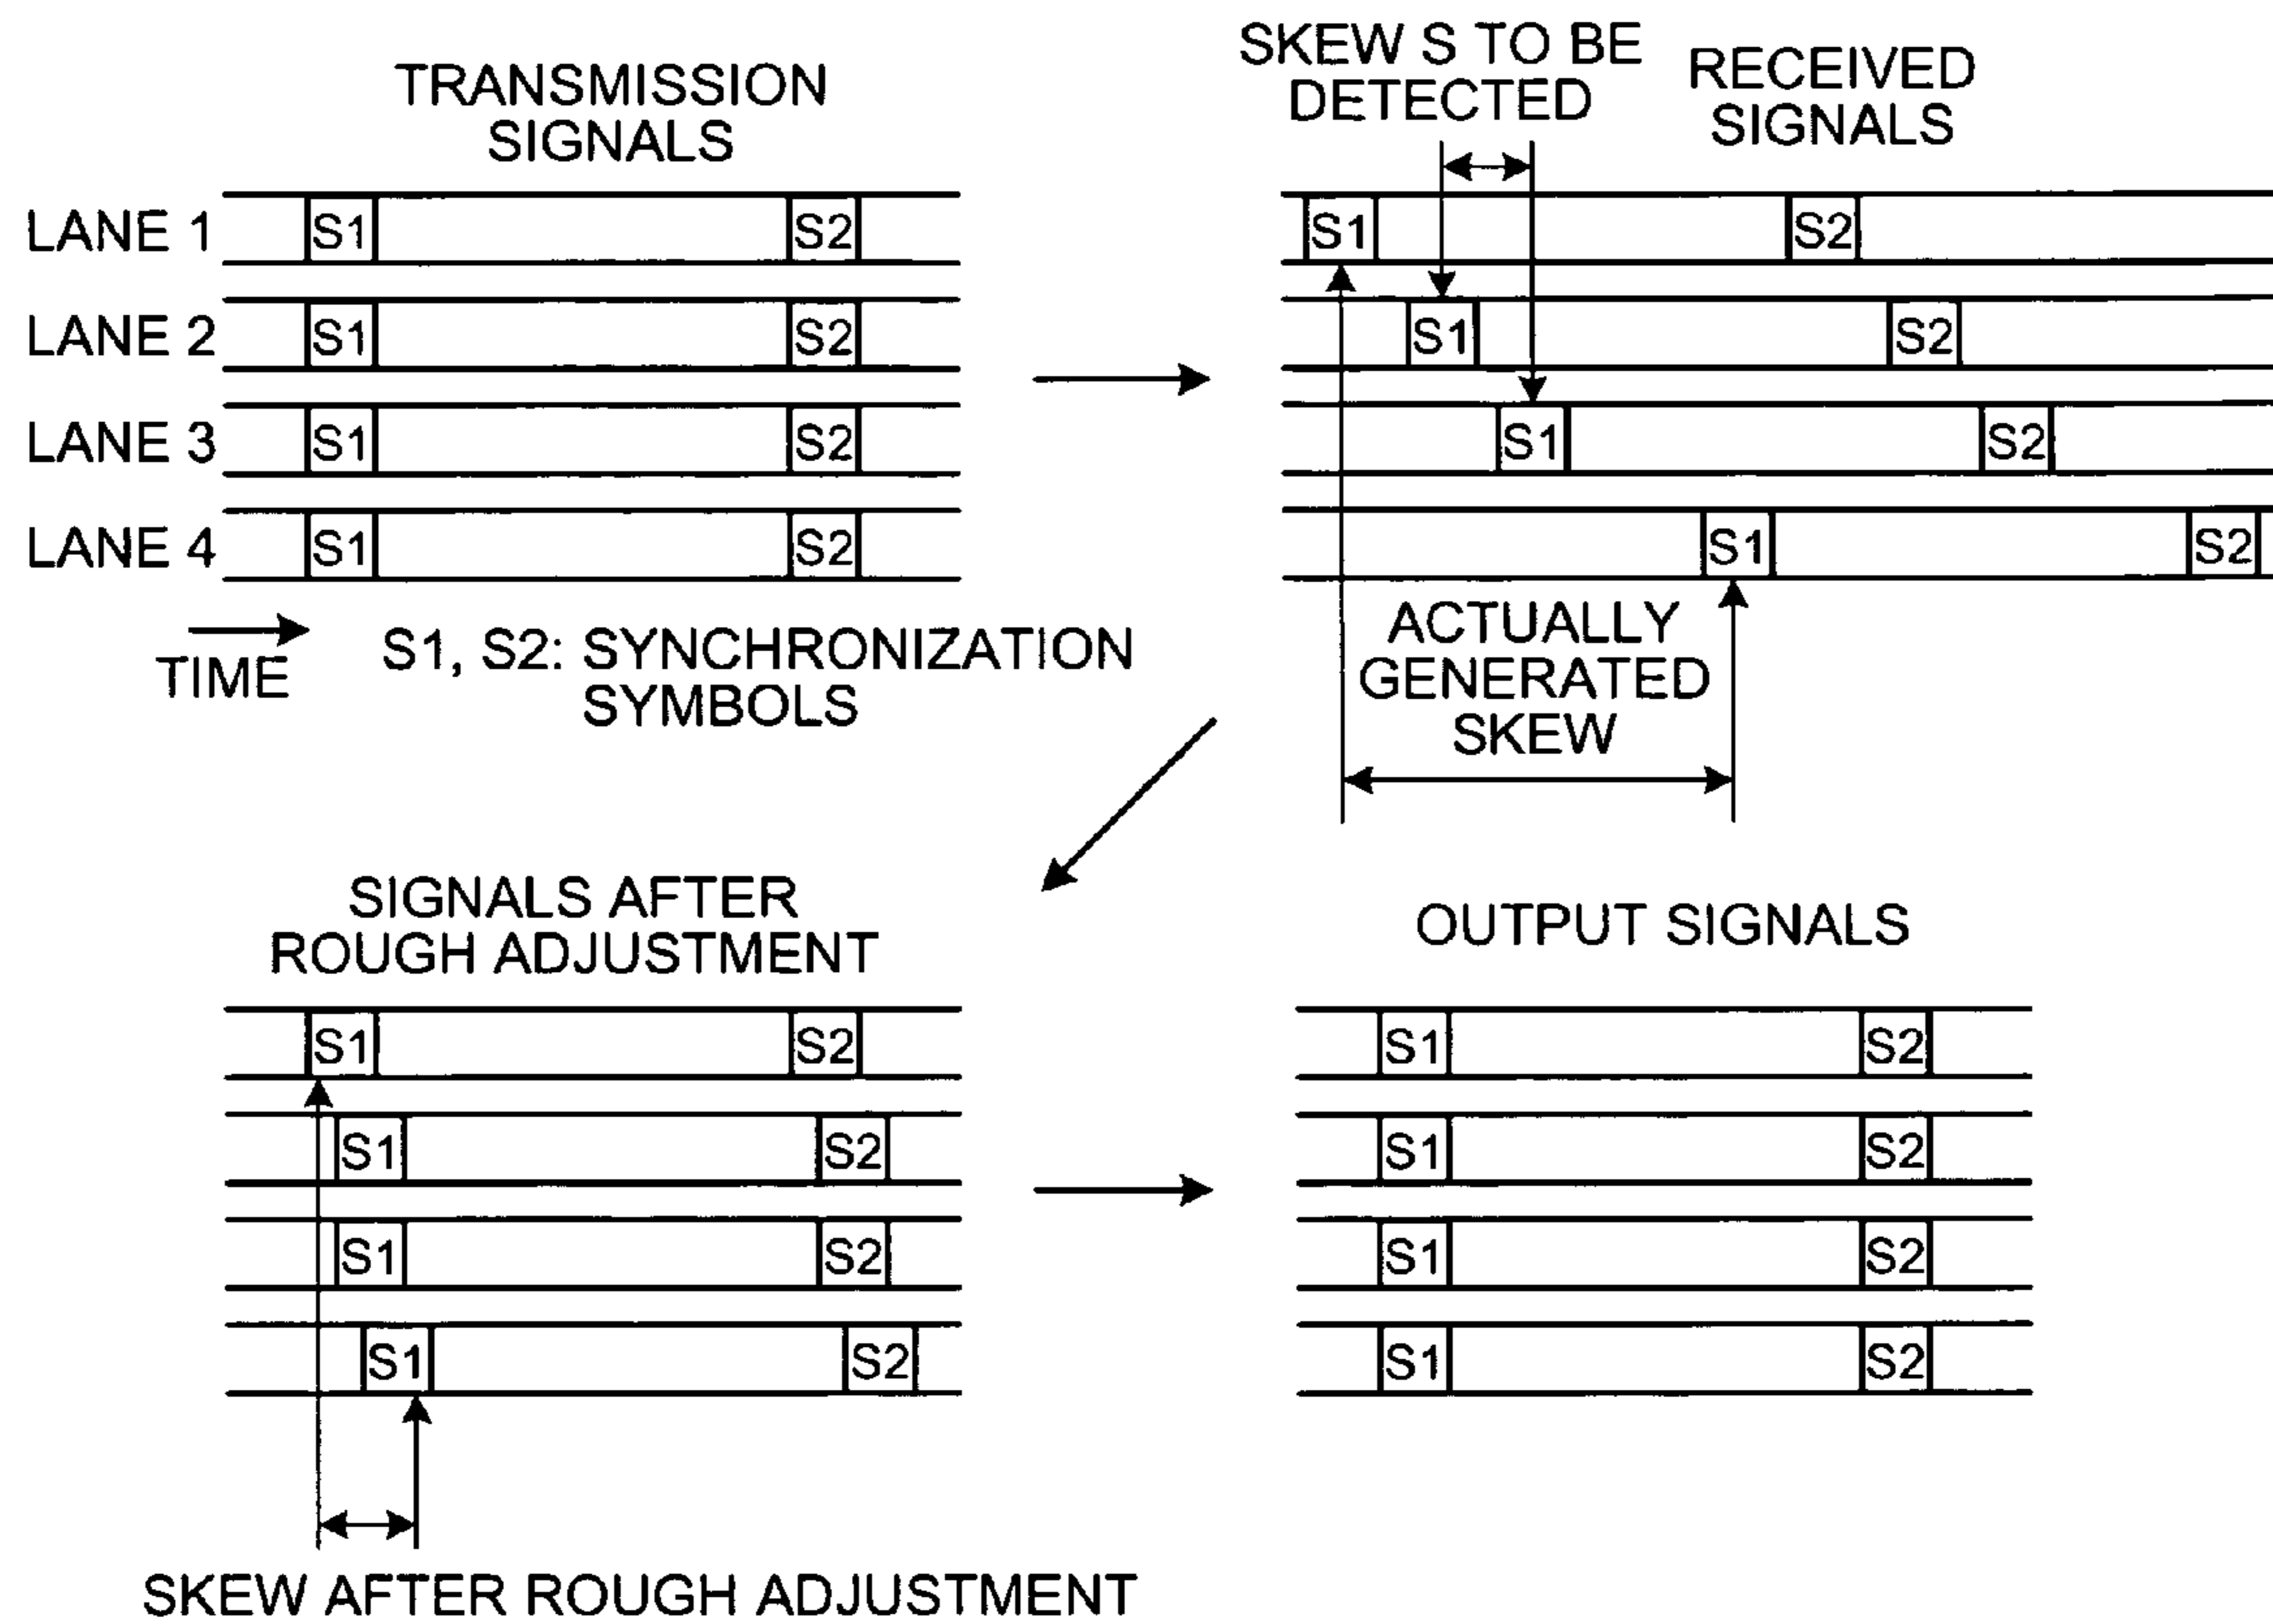 TRANSMISSION
SIGNALS
LANE 1 S1 S2
LANE 2 S1 S2
LANE 3 S1 S2
LANE 4 S1 S2
TIME
S1, S2: SYNCHRONIZATION
SYMBOLS
SKEW S TO BE
DETECTED
RECEIVED
SIGNALS
S1 S2
S1 S2
S1 S2
S1 S2
ACTUALLY
GENERATED
SKEW
SIGNALS AFTER
ROUGH ADJUSTMENT
S1 S2
S1 S2
S1 S2
S1 S2
SKEW AFTER ROUGH ADJUSTMENT
OUTPUT SIGNALS
S1 S2
S1 S2
S1 S2
S1 S2